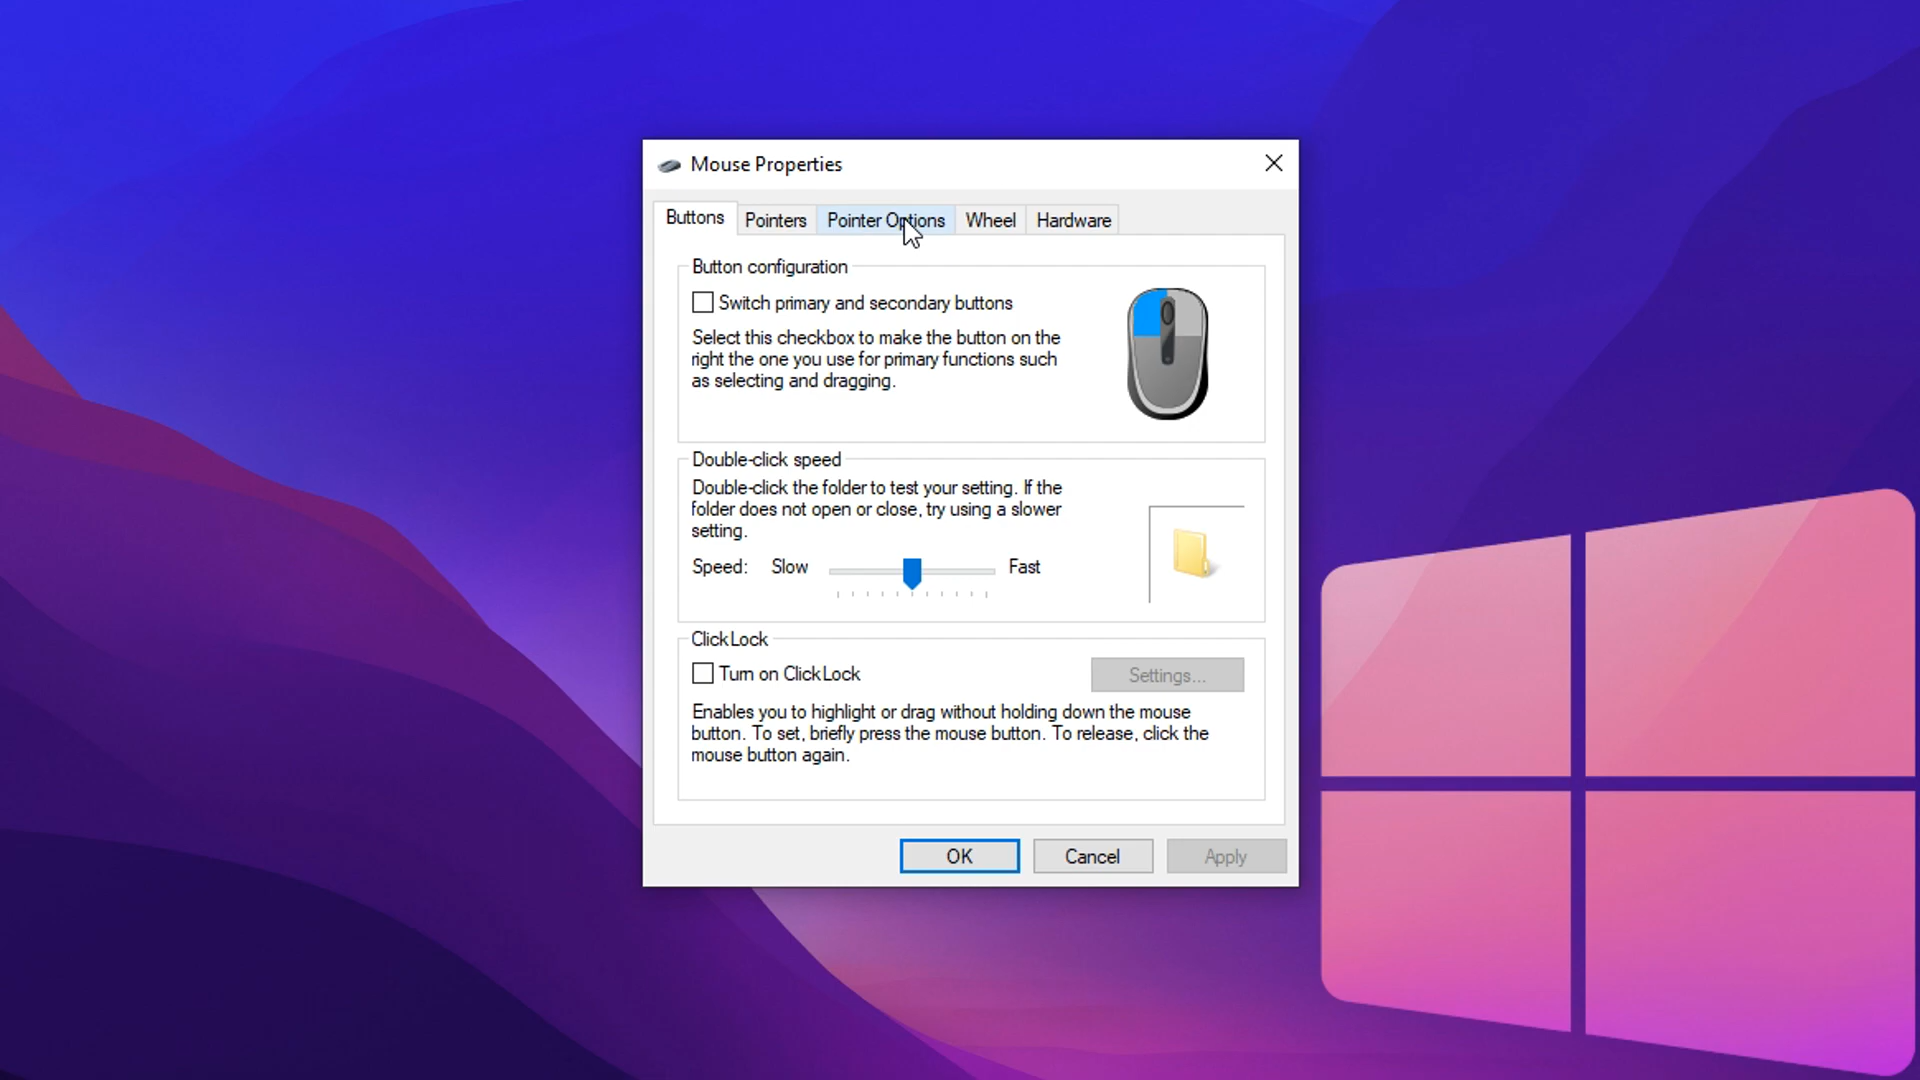 Mouse Properties
Buttons Pointers Pointer Options Wheel Hardware
Button configuration
Switch primary and secondary buttons
Select this checkbox to make the button on the
right the one you use for primary functions such
as selecting and dragging.
Double-click speed
Double-click the folder to test your setting. If the
folder does not open or close, try using a slower
setting.
Speed: Slow Fast
ClickLock
Turn on ClickLock Settings...
Enables you to highlight or drag without holding down the mouse
button. To set, briefly press the mouse button. To release, click the
mouse button again.
OK Cancel Apply